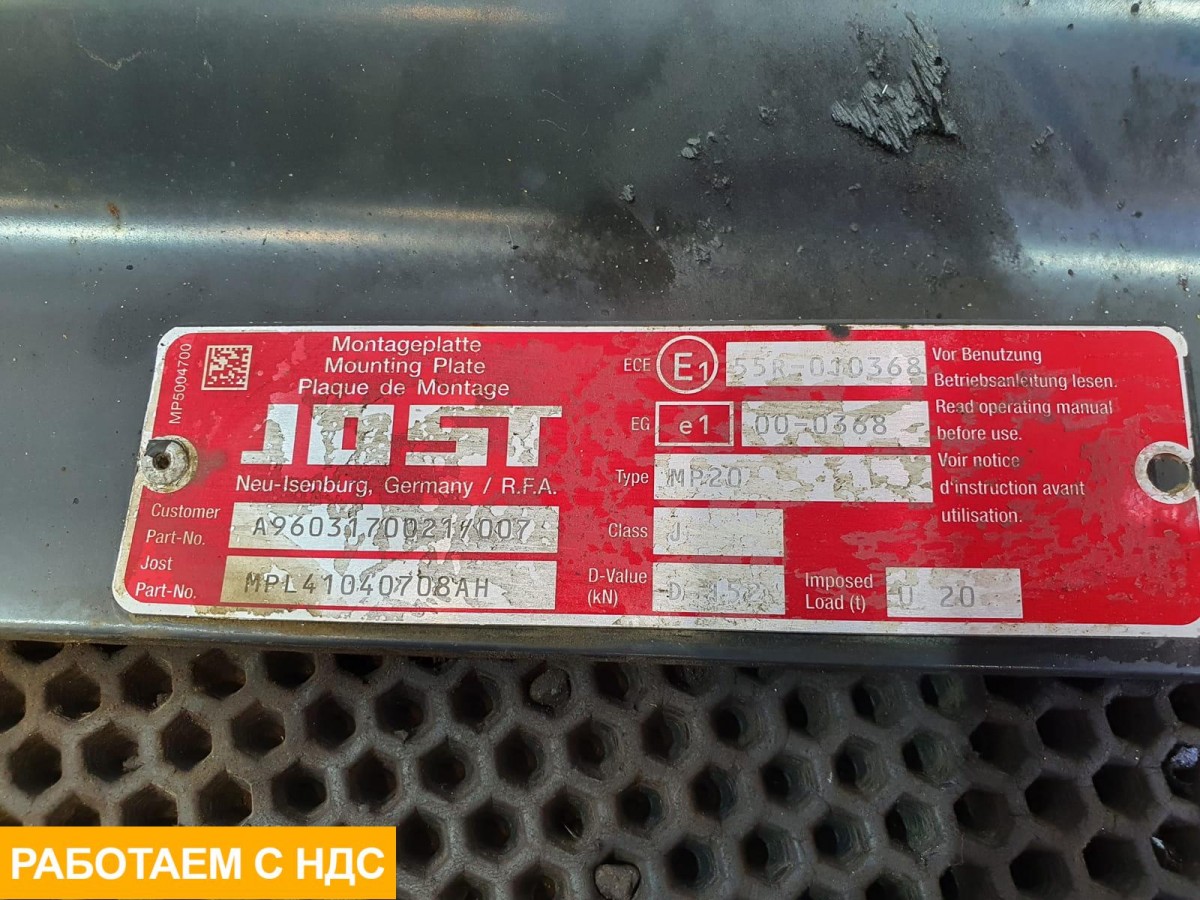 MP5004700
Montageplatte
Mounting Plate
Plaque de Montage
JOST
Neu-Isenburg, Germany / R.F.A.
Customer
Part-No. A9603170021/007
Jost
Part-No. MPL41040708AH
ECE E1 55R-010368
EG e1 00-0368
Type MP20
Class J
D-Value
(kN) D 152
Imposed
Load (t) U 20
Vor Benutzung
Betriebsanleitung lesen.
Read operating manual
before use.
Voir notice
d'instruction avant
utilisation.
РАБОТАЕМ С НДС